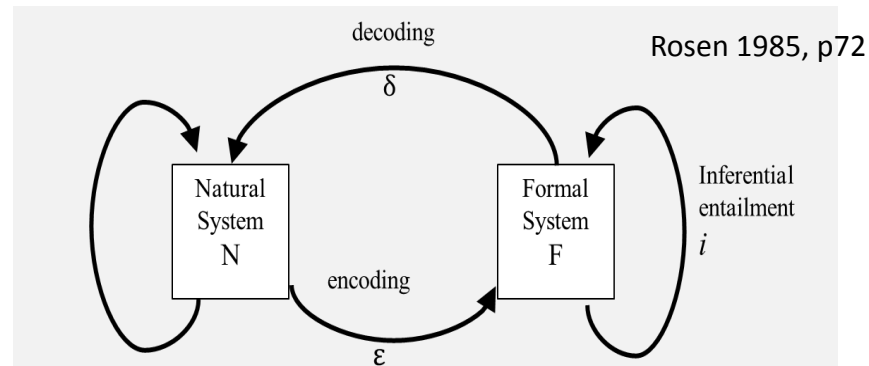 decoding
Rosen 1985, p72
δ
Natural
System
N
Formal
System
F
Inferential
entailment
i
encoding
ε